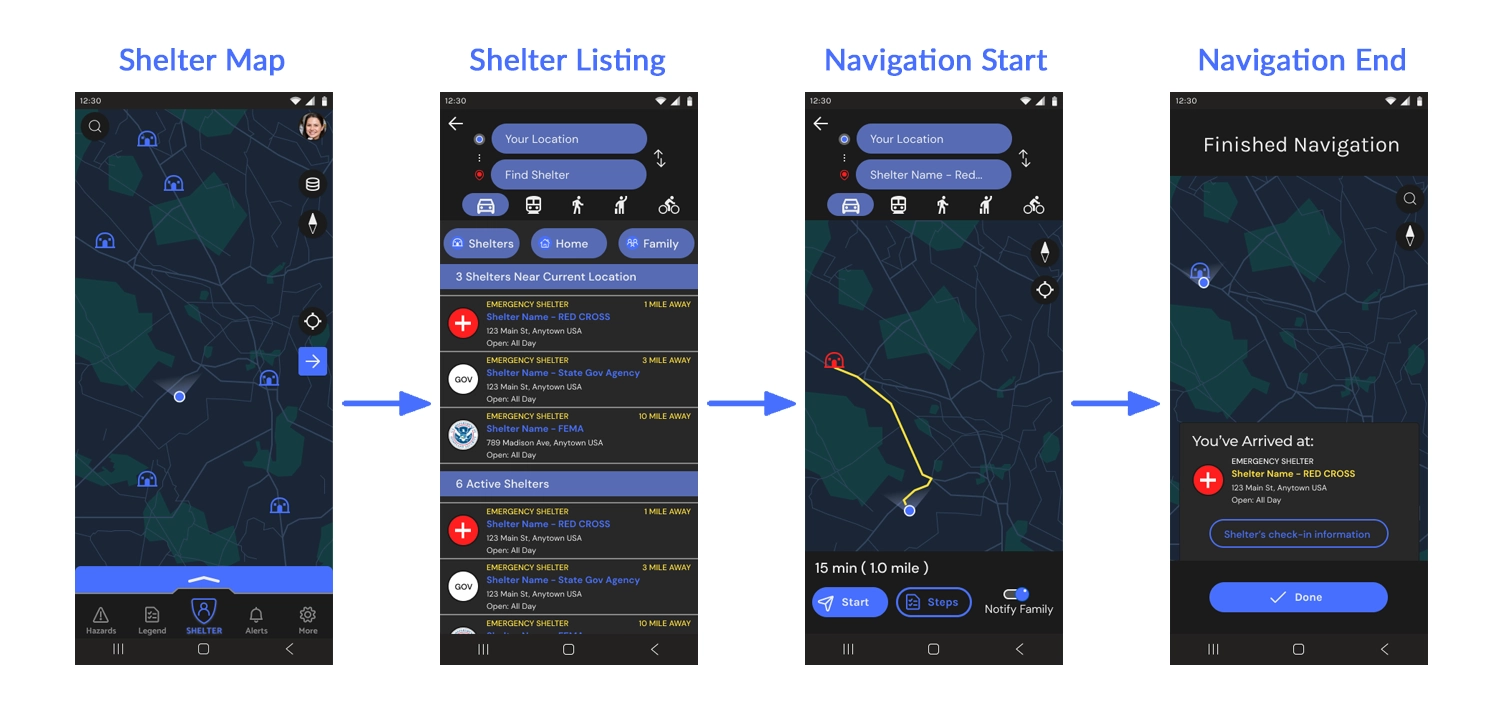 Shelter Map
Shelter Listing
Navigation Start
Navigation End
12:30
Hazards
Legend
SHELTER
Alerts
More
12:30
Your Location
Find Shelter
Shelters
Home
Family
3 Shelters Near Current Location
EMERGENCY SHELTER
1 MILE AWAY
Shelter Name - RED CROSS
123 Main St, Anytown USA
Open: All Day
GOV
EMERGENCY SHELTER
3 MILE AWAY
Shelter Name - State Gov Agency
123 Main St, Anytown USA
Open: All Day
EMERGENCY SHELTER
10 MILE AWAY
Shelter Name - FEMA
789 Madison Ave, Anytown USA
Open: All Day
6 Active Shelters
EMERGENCY SHELTER
1 MILE AWAY
Shelter Name - RED CROSS
123 Main St, Anytown USA
Open: All Day
GOV
EMERGENCY SHELTER
3 MILE AWAY
Shelter Name - State Gov Agency
123 Main St, Anytown USA
Open: All Day
EMERGENCY SHELTER
10 MILE AWAY
12:30
Your Location
Shelter Name - Red...
15 min ( 1.0 mile )
Start
Steps
Notify Family
12:30
Finished Navigation
You've Arrived at:
EMERGENCY SHELTER
Shelter Name - RED CROSS
123 Main St, Anytown USA
Open: All Day
Shelter's check-in information
Done